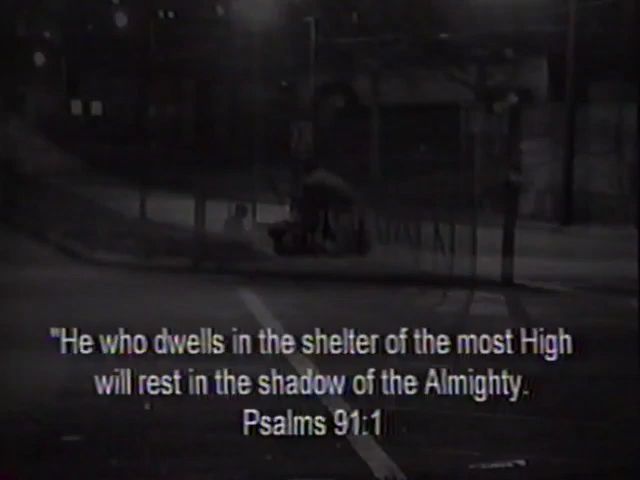 "He who dwells in the shelter of the most High
will rest in the shadow of the Almighty.
Psalms 91:1